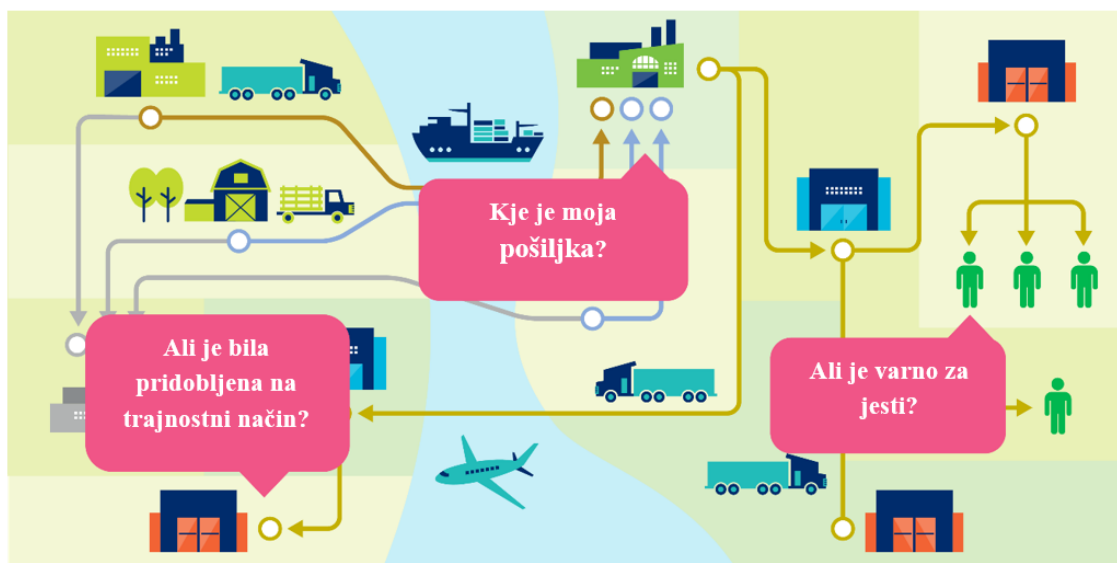 Kje je moja
pošiljka?
Ali je bila
pridobljena na
trajnostni način?
Ali je varno za
jesti?